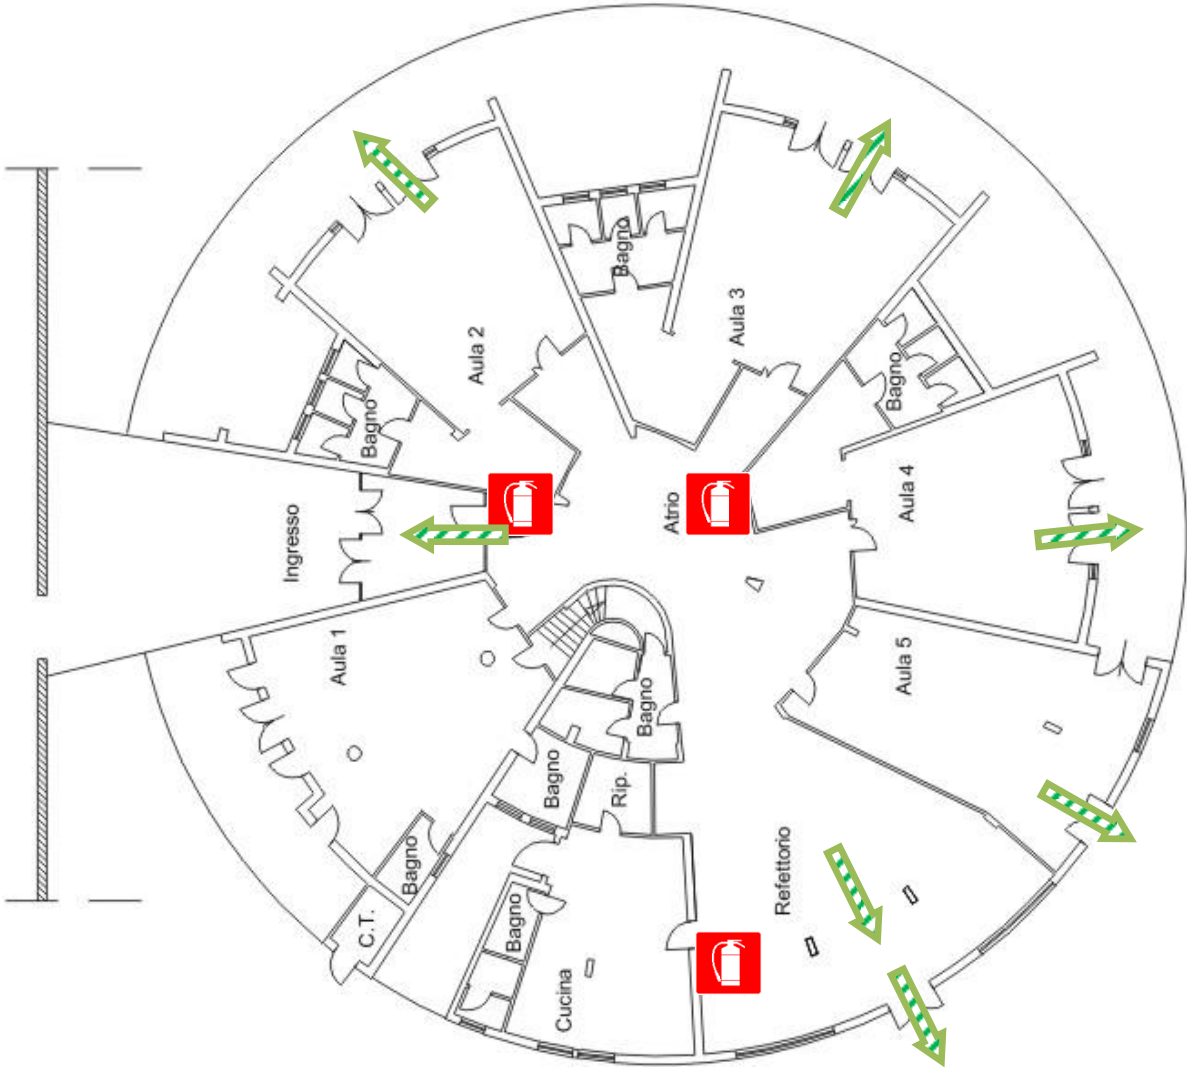 Bagno
Aula 3
Aula 2
Bagno
Bagno
Ingresso
Atrio
Aula 4
Aula 1
Aula 5
Bagno
Bagno
Rip.
Bagno
Refettorio
C.T.
Bagno
Cucina